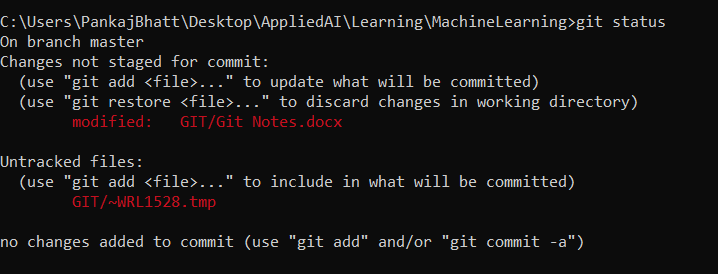 C:\Users\PankajBhatt\Desktop\AppliedAI\Learning\MachineLearning>git status
On branch master
Changes not staged for commit:
  (use "git add <file>..." to update what will be committed)
  (use "git restore <file>..." to discard changes in working directory)
        modified:   GIT/Git Notes.docx

Untracked files:
  (use "git add <file>..." to include in what will be committed)
        GIT/~WRL1528.tmp

no changes added to commit (use "git add" and/or "git commit -a")